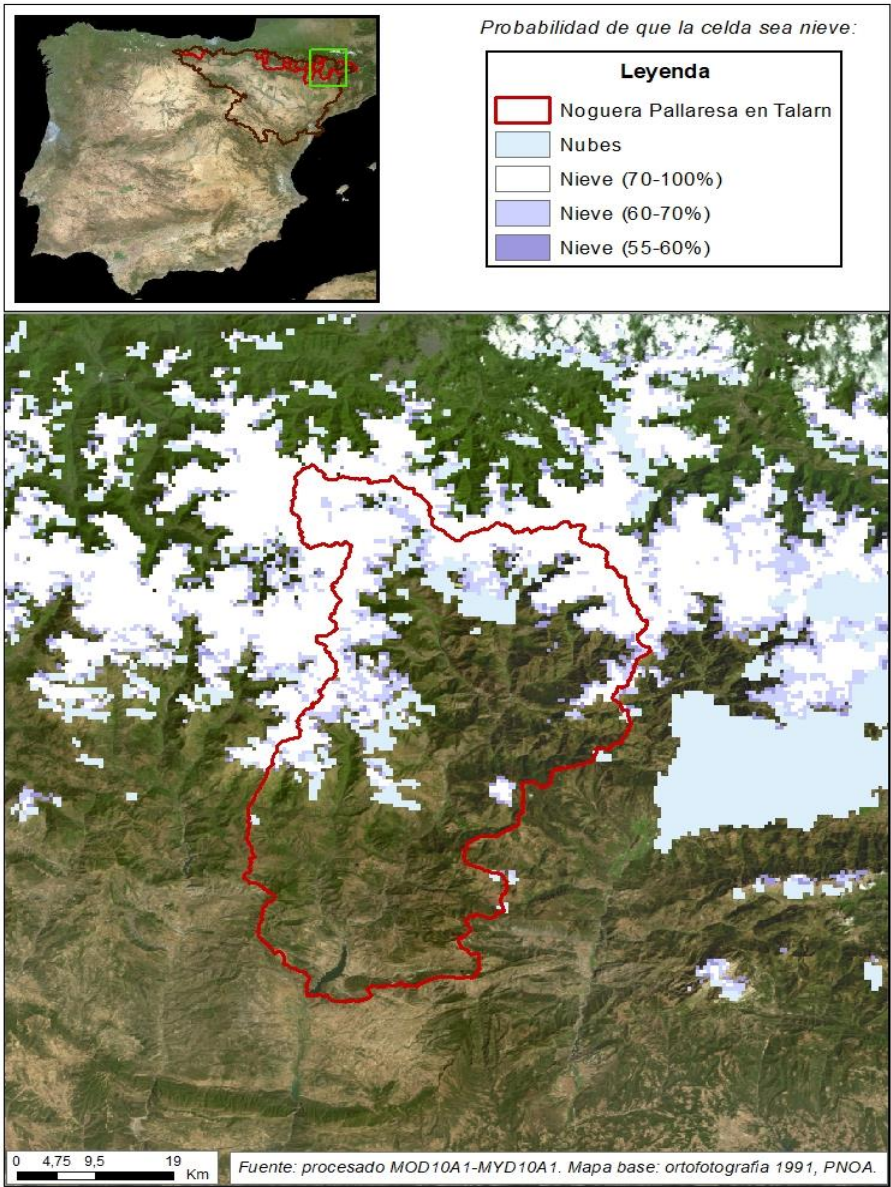 Probabilidad de que la celda sea nieve:
Leyenda
Noguera Pallaresa en Talarn
Nubes
Nieve (70-100%)
Nieve (60-70%)
Nieve (55-60%)
0 4,75 9,5 19
Km
Fuente: procesado MOD10A1-MYD10A1. Mapa base: ortofotografía 1991, PNOA.